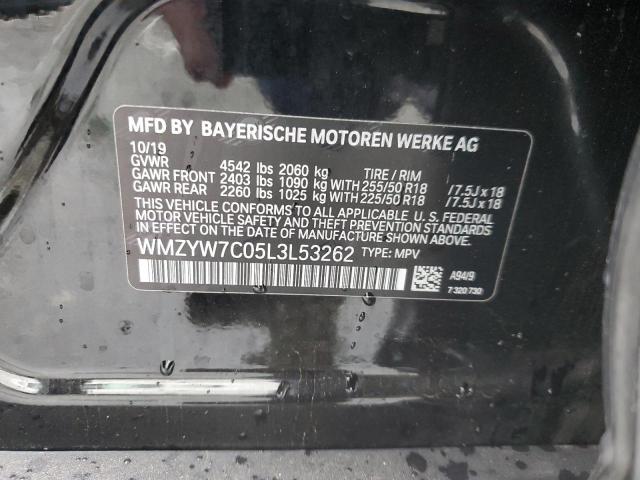 MFD BY BAYERISCHE MOTOREN WERKE AG
10/19
GVWR 4542 lbs 2060 kg TIRE / RIM
GAWR FRONT 2403 lbs 1090 kg WITH 255/50 R18 /7.5J x 18
GAWR REAR 2260 lbs 1025 kg WITH 225/50 R18 /7.5J x 18
THIS VEHICLE CONFORMS TO ALL APPLICABLE U. S. FEDERAL
MOTOR VEHICLE SAFETY AND THEFT PREVENTION STANDARDS
IN EFFECT ON THE DATE OF MANUFACTURE SHOWN ABOVE.
WMZYW7C05L3L53262 TYPE: MPV
A94/9
7 320 730